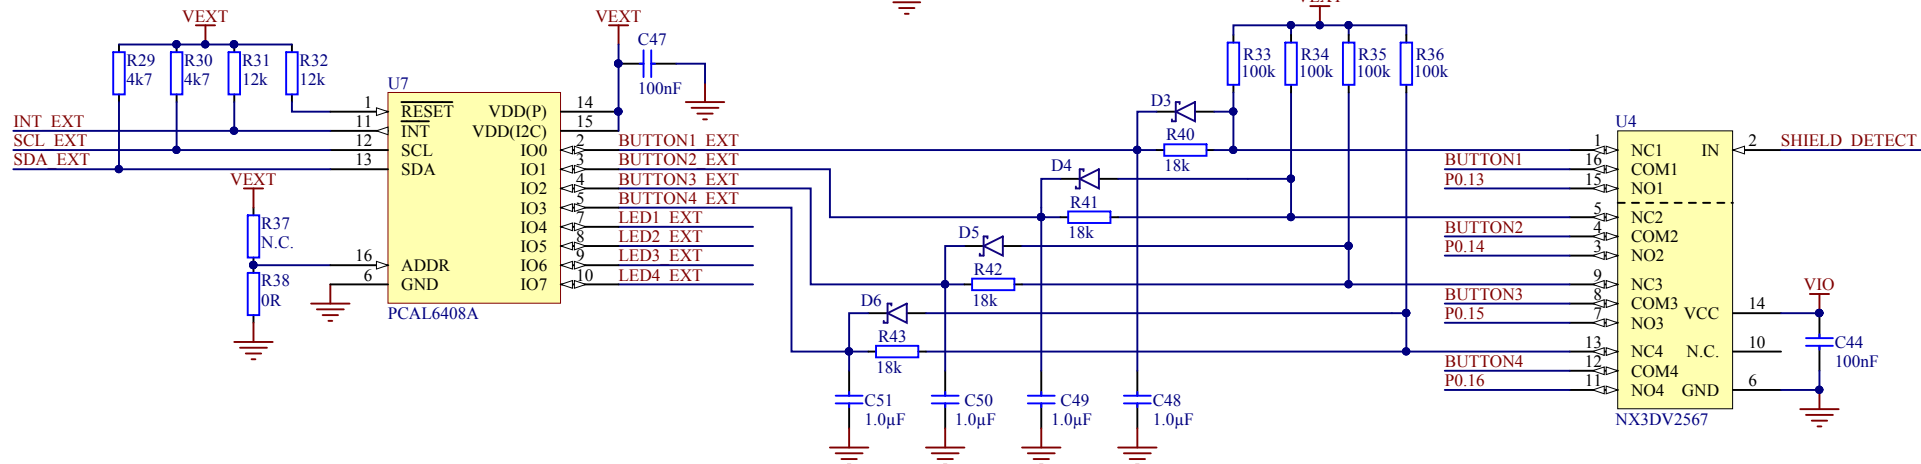 VEXT
R29
4k7
R30
4k7
R31
12k
R32
12k
VEXT
C47
100nF
U7
1
RESET
11
INT
12
SCL
13
SDA
16
ADDR
6
GND
VDD(P)
14
VDD(I2C)
15
IO0
2
IO1
3
IO2
4
IO3
5
IO4
7
IO5
8
IO6
9
IO7
10
PCAL6408A
INT_EXT
SCL_EXT
SDA_EXT
VEXT
R37
N.C.
R38
0R
BUTTON1_EXT
BUTTON2_EXT
BUTTON3_EXT
BUTTON4_EXT
LED1_EXT
LED2_EXT
LED3_EXT
LED4_EXT
VEXT
R33
100k
R34
100k
R35
100k
R36
100k
D3
R40
18k
D4
R41
18k
D5
R42
18k
D6
R43
18k
C51
1.0µF
C50
1.0µF
C49
1.0µF
C48
1.0µF
U4
1
NC1
BUTTON1
16
COM1
P0.13
15
NO1
5
NC2
BUTTON2
4
COM2
P0.14
3
NO2
9
NC3
BUTTON3
8
COM3
P0.15
7
NO3
13
NC4
BUTTON4
12
COM4
P0.16
11
NO4
IN
2
SHIELD_DETECT
VCC
14
N.C.
10
GND
6
NX3DV2567
VIO
C44
100nF